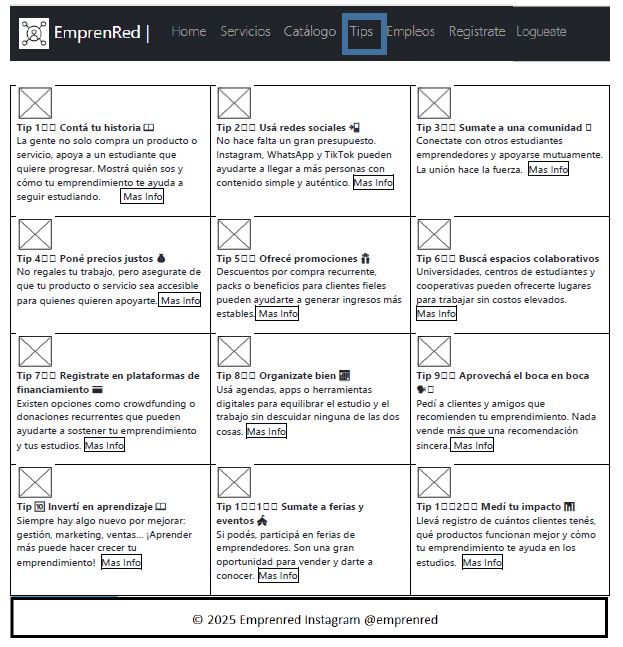 EmprenRed | Home Servicios Catálogo Tips Empleos Registrate Logueate
Tip 1 Contá tu historia 📖
La gente no solo compra un producto o
servicio, apoya a un estudiante que
quiere progresar. Mostrá quién sos y
cómo tu emprendimiento te ayuda a
seguir estudiando. Mas Info
Tip 2 Usá redes sociales 📲
No hace falta un gran presupuesto.
Instagram, WhatsApp y TikTok pueden
ayudarte a llegar a más personas con
contenido simple y auténtico. Mas Info
Tip 3 Sumate a una comunidad
Conectate con otros estudiantes
emprendedores y apoyarse mutuamente.
La unión hace la fuerza. Mas Info
Tip 4 Poné precios justos 💰
No regales tu trabajo, pero asegurate de
que tu producto o servicio sea accesible
para quienes quieren apoyarte. Mas Info
Tip 5 Ofrecé promociones 🎁
Descuentos por compra recurrente,
packs o beneficios para clientes fieles
pueden ayudarte a generar ingresos más
estables. Mas Info
Tip 6 Buscá espacios colaborativos
Universidades, centros de estudiantes y
cooperativas pueden ofrecerte lugares
para trabajar sin costos elevados.
Mas Info
Tip 7 Registrate en plataformas de
financiamiento 💳
Existen opciones como crowdfunding o
donaciones recurrentes que pueden
ayudarte a sostener tu emprendimiento
y tus estudios. Mas Info
Tip 8 Organizate bien 📅
Usá agendas, apps o herramientas
digitales para equilibrar el estudio y el
trabajo sin descuidar ninguna de las dos
cosas. Mas Info
Tip 9 Aprovechá el boca en boca
🗣
Pedí a clientes y amigos que
recomienden tu emprendimiento. Nada
vende más que una recomendación
sincera. Mas Info
Tip 🔟 Invertí en aprendizaje 📖
Siempre hay algo nuevo por mejorar:
gestión, marketing, ventas... ¡Aprender
más puede hacer crecer tu
emprendimiento! Mas Info
Tip 1 1 Sumate a ferias y
eventos 🎪
Si podés, participá en ferias de
emprendedores. Son una gran
oportunidad para vender y darte a
conocer. Mas Info
Tip 1 2 Medí tu impacto 📊
Llevá registro de cuántos clientes tenés,
qué productos funcionan mejor y cómo
tu emprendimiento te ayuda en los
estudios. Mas Info
© 2025 Emprenred Instagram @emprenred